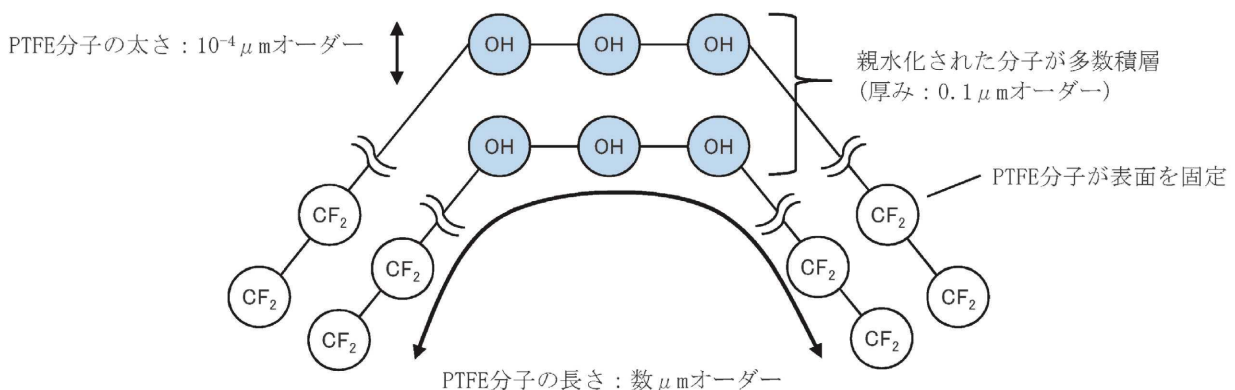 PTFE分子の太さ：10⁻⁴μmオーダー
OH OH OH
親水化された分子が多数積層
(厚み：0.1μmオーダー)
OH OH OH
PTFE分子が表面を固定
CF₂ CF₂
CF₂ CF₂
CF₂ CF₂
CF₂ CF₂
PTFE分子の長さ：数μmオーダー